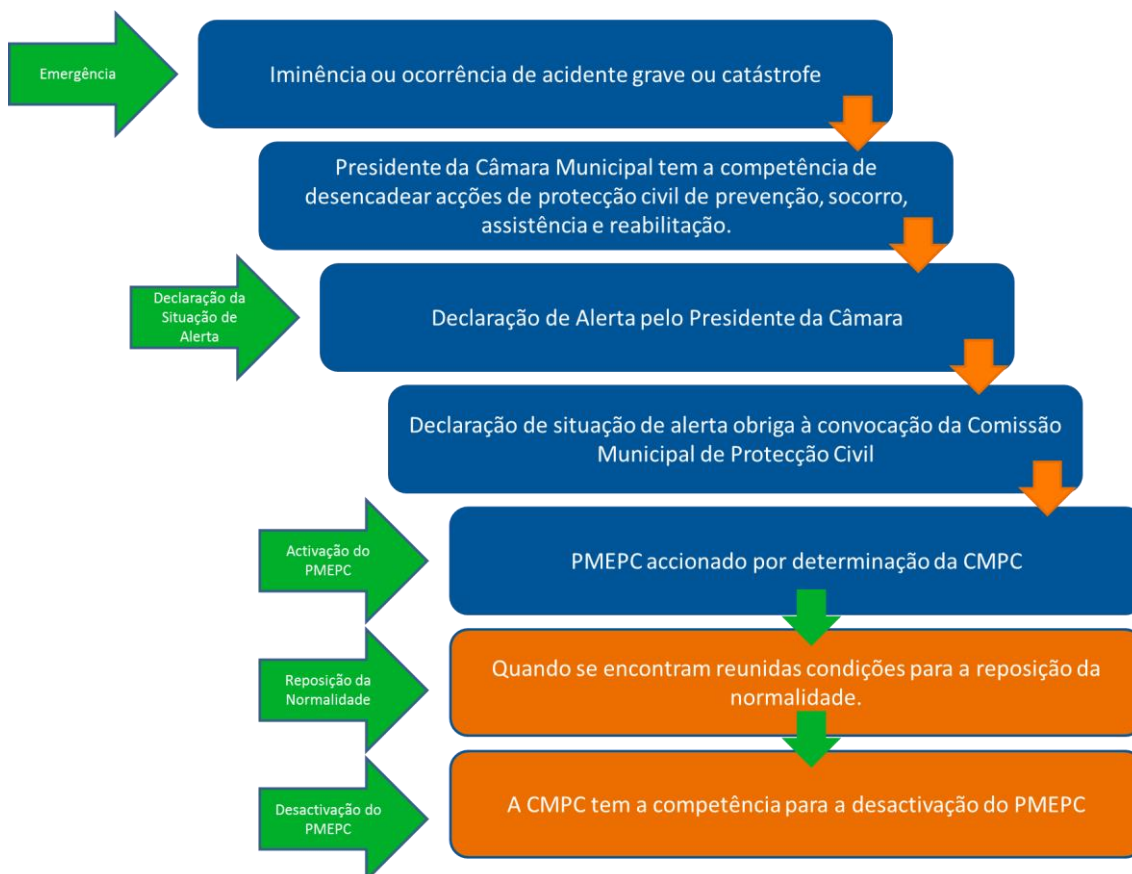 Emergência
Iminência ou ocorrência de acidente grave ou catástrofe
Presidente da Câmara Municipal tem a competência de
desencadear acções de protecção civil de prevenção, socorro,
assistência e reabilitação.
Declaração da
Situação de
Alerta
Declaração de Alerta pelo Presidente da Câmara
Declaração de situação de alerta obriga à convocação da Comissão
Municipal de Protecção Civil
Activação do
PMEPC
PMEPC accionado por determinação da CMPC
Reposição da
Normalidade
Quando se encontram reunidas condições para a reposição da
normalidade.
Desactivação do
PMEPC
A CMPC tem a competência para a desactivação do PMEPC